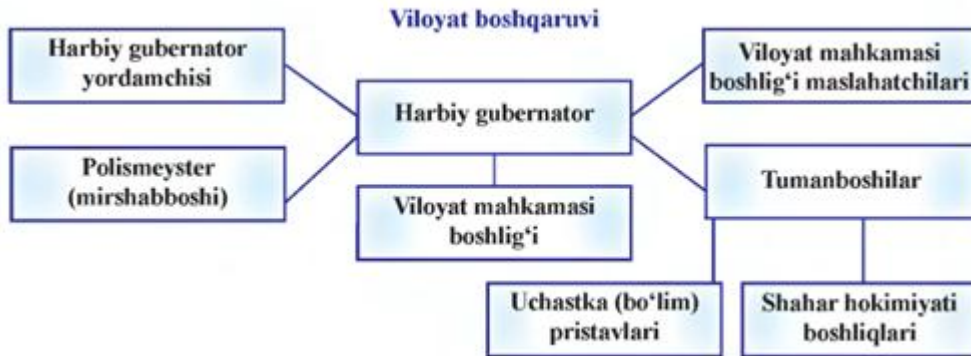 Viloyat boshqaruvi
Harbiy gubernator
yordamchisi
Viloyat mahkamasi
boshlig‘i maslahatchilari
Harbiy gubernator
Polismeyster
(mirshabboshi)
Tumanboshilar
Viloyat mahkamasi
boshlig‘i
Uchastka (bo‘lim)
pristavlari
Shahar hokimiyati
boshliqlari